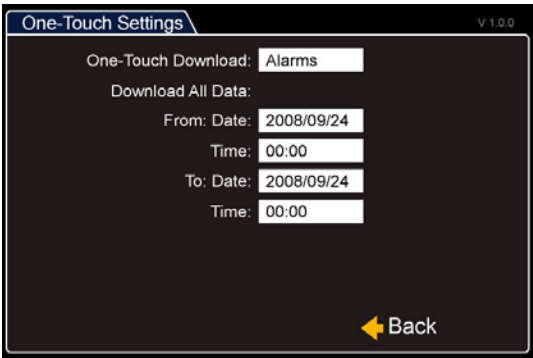 One-Touch Settings V 1.0.0
One-Touch Download: Alarms
Download All Data:
From: Date: 2008/09/24
Time: 00:00
To: Date: 2008/09/24
Time: 00:00
Back